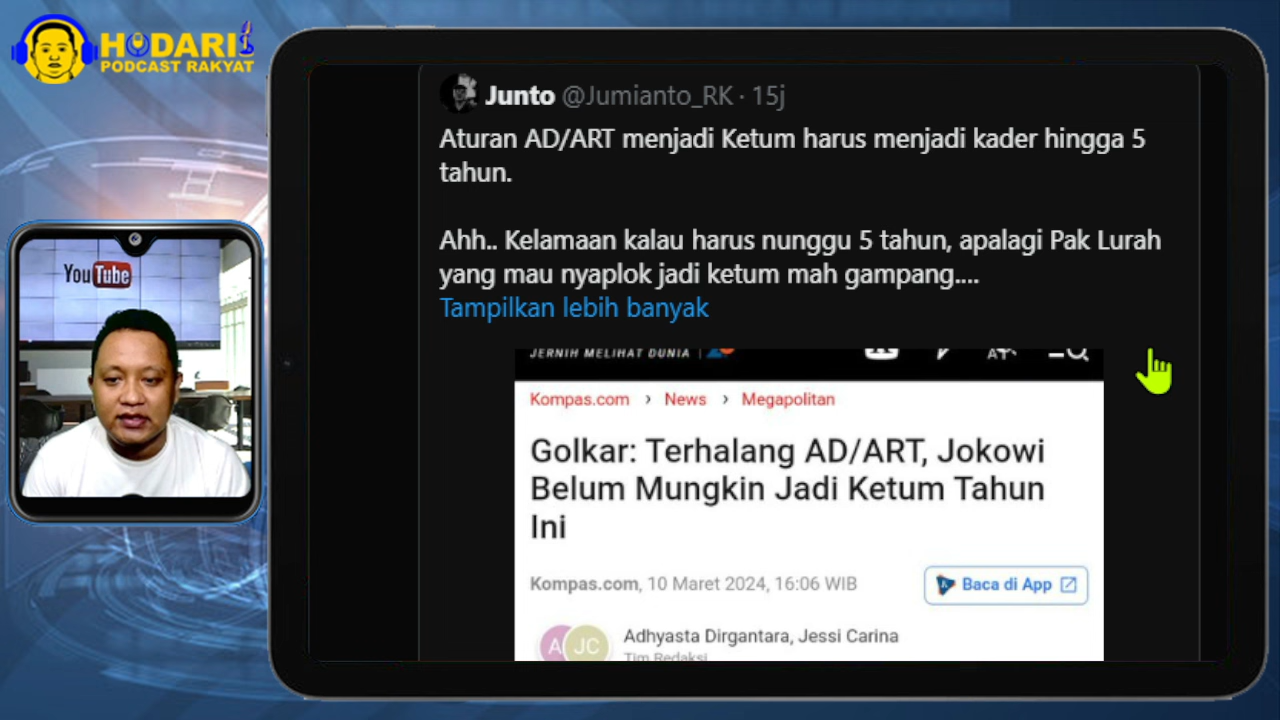 HODARI
PODCAST RAKYAT
YouTube
Junto @Jumianto_RK · 15j
Aturan AD/ART menjadi Ketum harus menjadi kader hingga 5
tahun.
Ahh.. Kelamaan kalau harus nunggu 5 tahun, apalagi Pak Lurah
yang mau nyaplok jadi ketum mah gampang....
Tampilkan lebih banyak
JERNIH MELIHAT DUNIA
Kompas.com › News › Megapolitan
Golkar: Terhalang AD/ART, Jokowi
Belum Mungkin Jadi Ketum Tahun
Ini
Kompas.com, 10 Maret 2024, 16:06 WIB
Baca di App
A JC
Adhyasta Dirgantara, Jessi Carina
Tim Redaksi